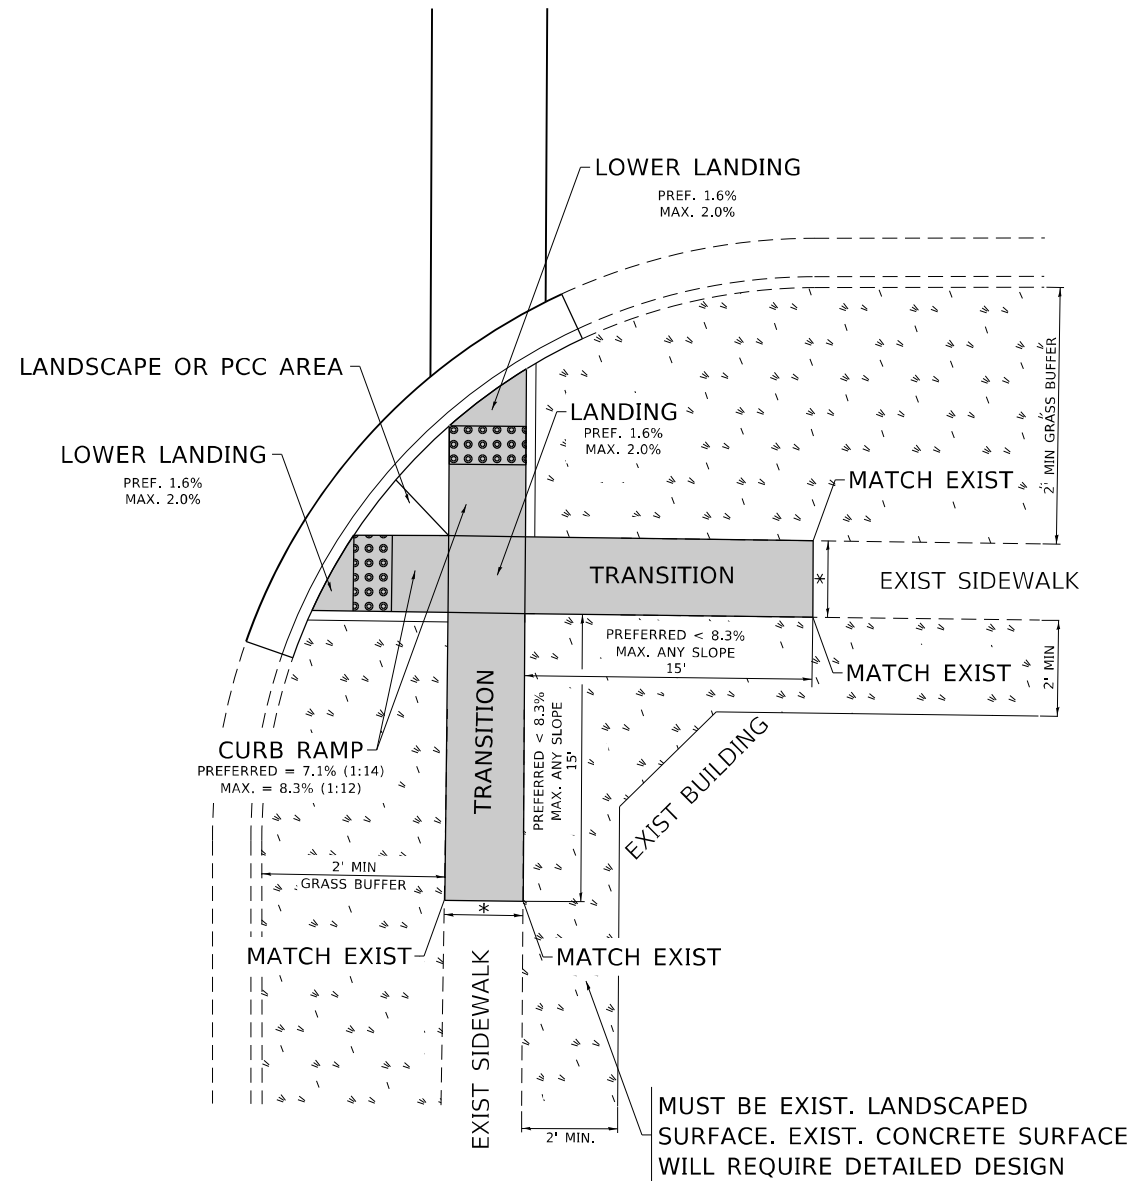 LOWER LANDING
PREF. 1.6%
MAX. 2.0%
LANDSCAPE OR PCC AREA
LANDING
PREF. 1.6%
MAX. 2.0%
LOWER LANDING
PREF. 1.6%
MAX. 2.0%
2' MIN GRASS BUFFER
MATCH EXIST
TRANSITION
*
EXIST SIDEWALK
PREFERRED < 8.3%
MAX. ANY SLOPE
15'
MATCH EXIST
2' MIN
TRANSITION
PREFERRED < 8.3%
MAX. ANY SLOPE
15'
CURB RAMP
PREFERRED = 7.1% (1:14)
MAX. = 8.3% (1:12)
EXIST BUILDING
2' MIN
GRASS BUFFER
*
MATCH EXIST
MATCH EXIST
EXIST SIDEWALK
2' MIN.
MUST BE EXIST. LANDSCAPED
SURFACE. EXIST. CONCRETE SURFACE
WILL REQUIRE DETAILED DESIGN